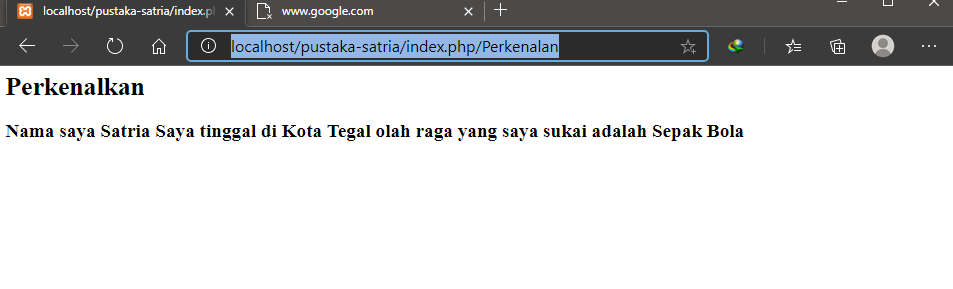 localhost/pustaka-satria/index.ph
www.google.com
localhost/pustaka-satria/index.php/Perkenalan
Perkenalkan
Nama saya Satria Saya tinggal di Kota Tegal olah raga yang saya sukai adalah Sepak Bola